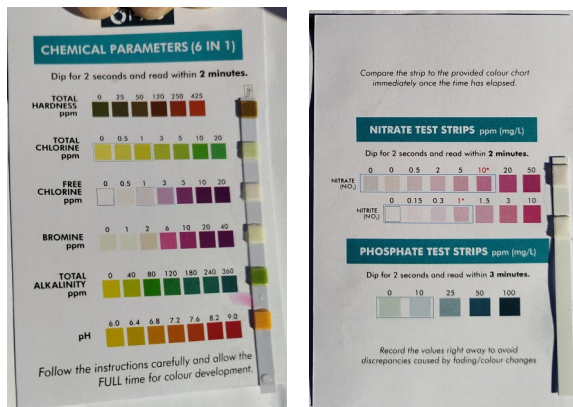 CHEMICAL PARAMETERS (6 IN 1)
Dip for 2 seconds and read within 2 minutes.
TOTAL HARDNESS ppm
0 25 50 120 250 425
TOTAL CHLORINE ppm
0 0.5 1 3 5 10 20
FREE CHLORINE ppm
0 0.5 1 3 5 10 20
BROMINE ppm
0 1 2 6 10 20 40
TOTAL ALKALINITY ppm
0 40 80 120 180 240 360
pH
6.0 6.4 6.8 7.2 7.6 8.2 9.0
Follow the instructions carefully and allow the
FULL time for colour development.
Compare the strip to the provided colour chart
immediately once the time has elapsed.
NITRATE TEST STRIPS ppm (mg/L)
Dip for 2 seconds and read within 2 minutes.
NITRATE (NO₃)
0 0 0.5 2 5 10* 20 50
NITRITE (NO₂)
0 0.15 0.3 1* 1.5 3 10
PHOSPHATE TEST STRIPS ppm (mg/L)
Dip for 2 seconds and read within 3 minutes.
0 10 25 50 100
Record the values right away to avoid
discrepancies caused by fading/colour changes